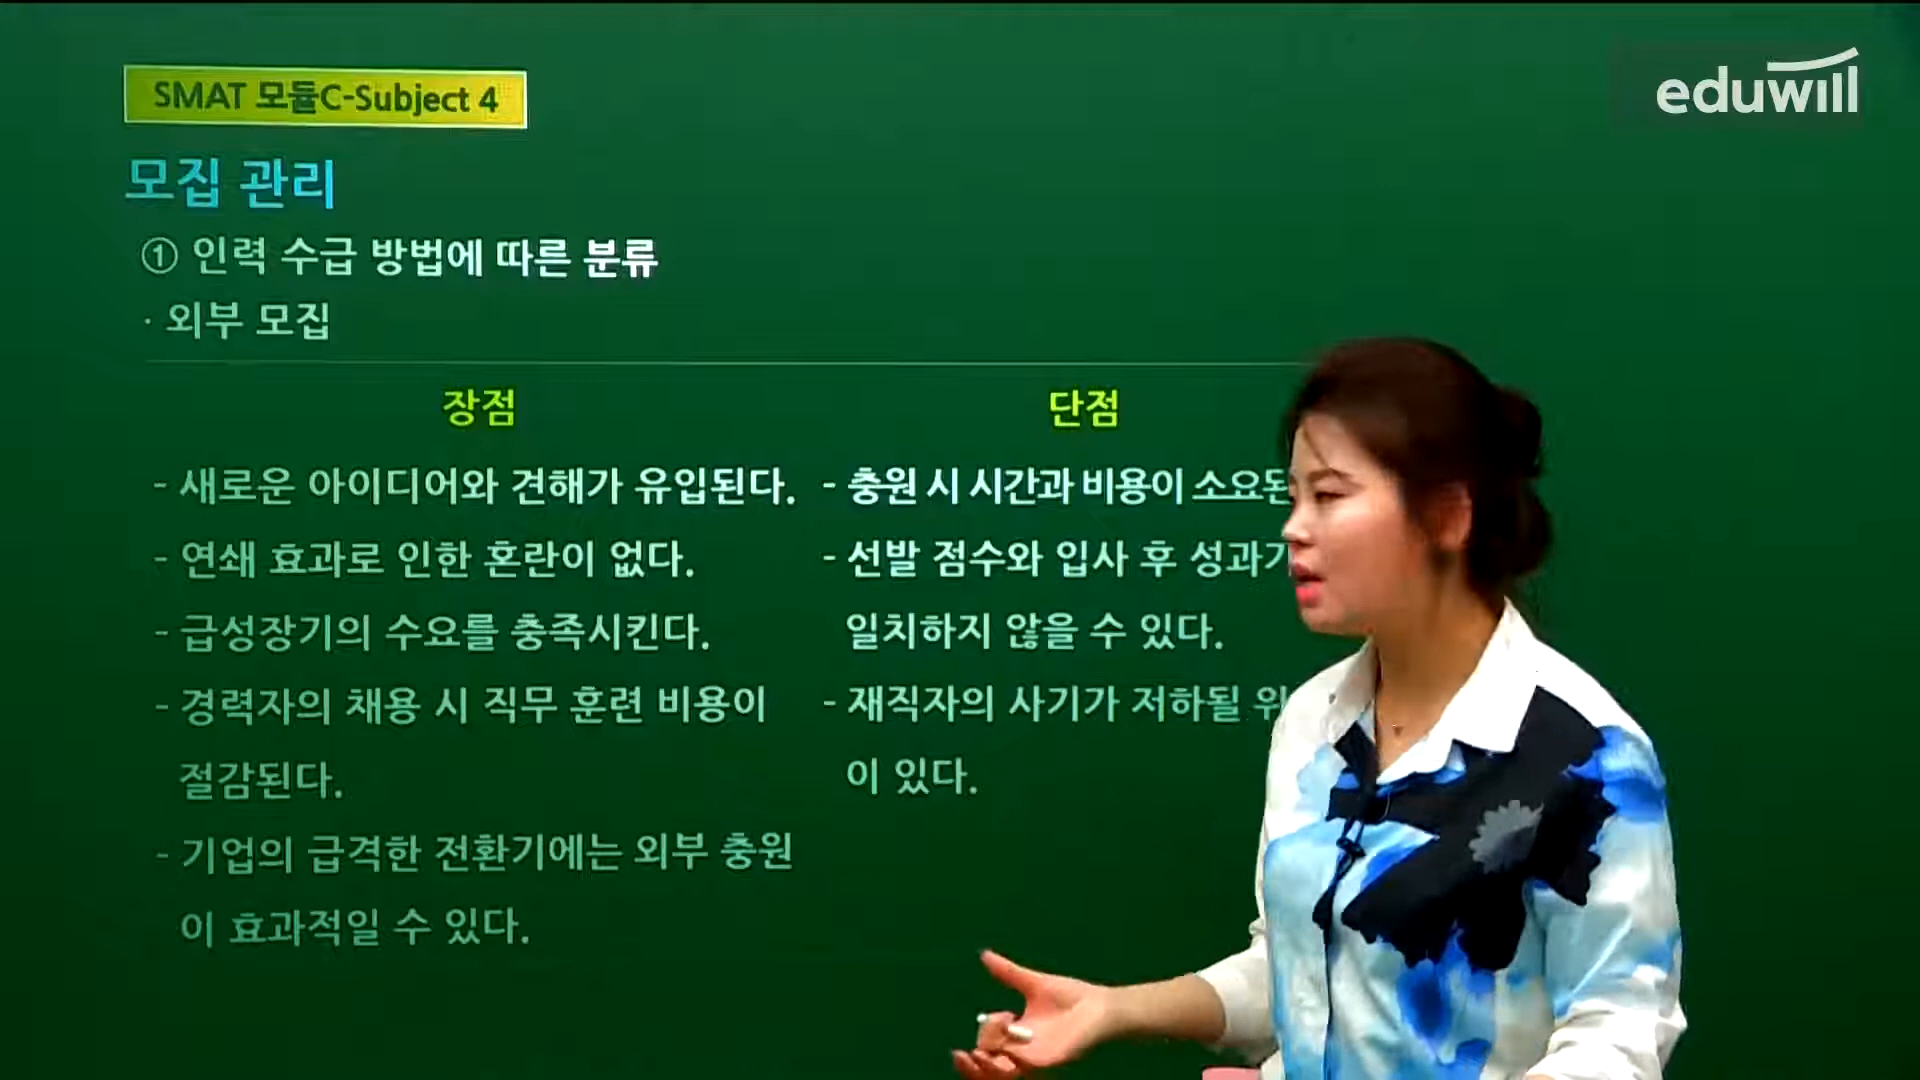 SMAT 모듈C-Subject 4
eduwill
모집 관리
① 인력 수급 방법에 따른 분류
· 외부 모집
장점
- 새로운 아이디어와 견해가 유입된다.
- 연쇄 효과로 인한 혼란이 없다.
- 급성장기의 수요를 충족시킨다.
- 경력자의 채용 시 직무 훈련 비용이
절감된다.
- 기업의 급격한 전환기에는 외부 충원
이 효과적일 수 있다.
단점
- 충원 시 시간과 비용이
- 선발 점수와 입사 후
일치하지 않을 수 있다.
- 재직자의 사기가 저하될
이 있다.